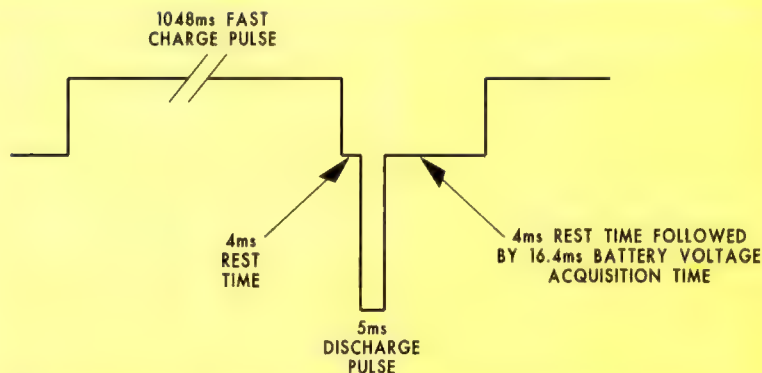 1048ms FAST
CHARGE PULSE
4ms
REST
TIME
4ms REST TIME FOLLOWED
BY 16.4ms BATTERY VOLTAGE
ACQUISITION TIME
5ms
DISCHARGE
PULSE